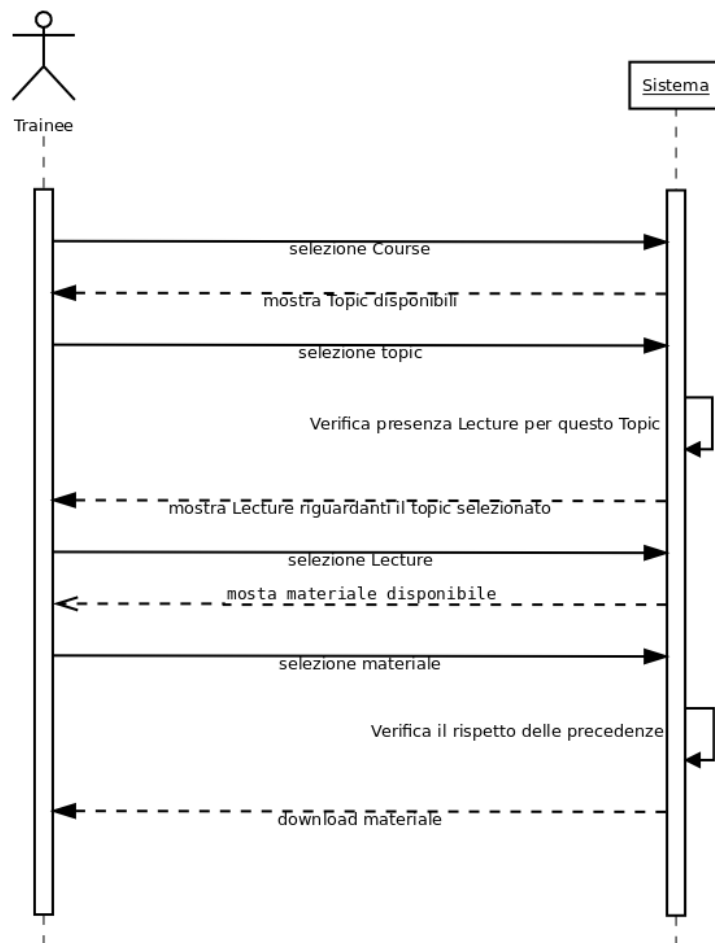 Trainee
Sistema
selezione Course
mostra Topic disponibili
selezione topic
Verifica presenza Lecture per questo Topic
mostra Lecture riguardanti il topic selezionato
selezione Lecture
mosta materiale disponibile
selezione materiale
Verifica il rispetto delle precedenze
download materiale